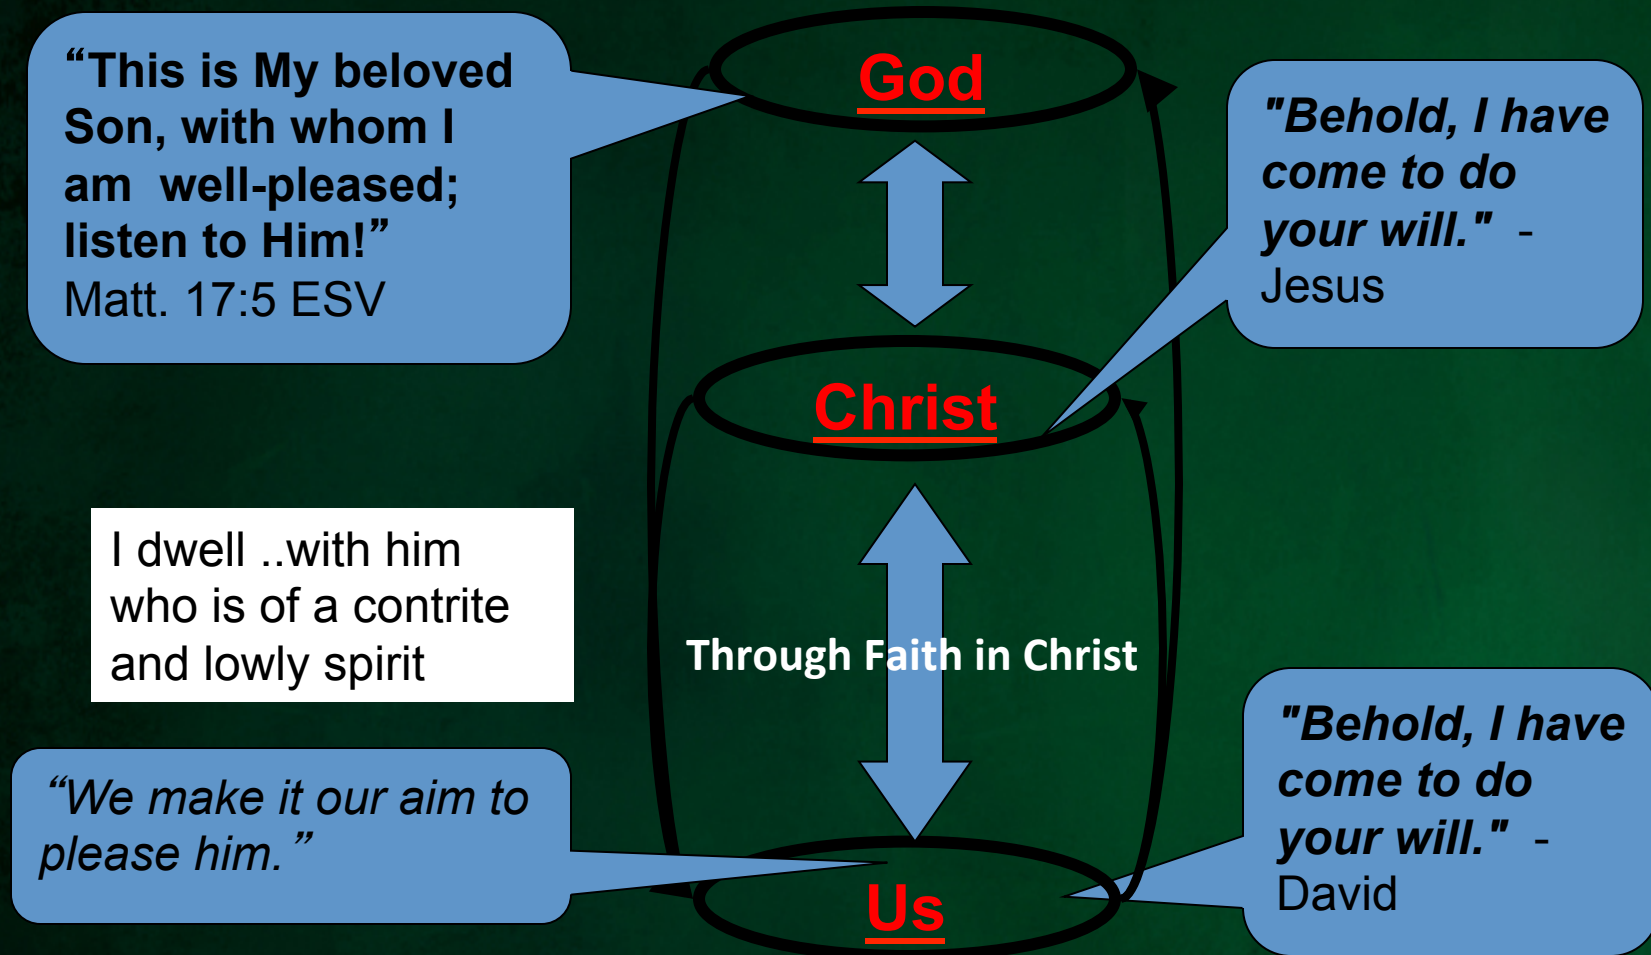 God
“This is My beloved
Son, with whom I
am  well-pleased;
listen to Him!”
Matt. 17:5 ESV
"Behold, I have
come to do
your will."  -
Jesus
Christ
I dwell ..with him
who is of a contrite
and lowly spirit
Through Faith in Christ
“We make it our aim to
please him.”
"Behold, I have
come to do
your will."  -
David
Us